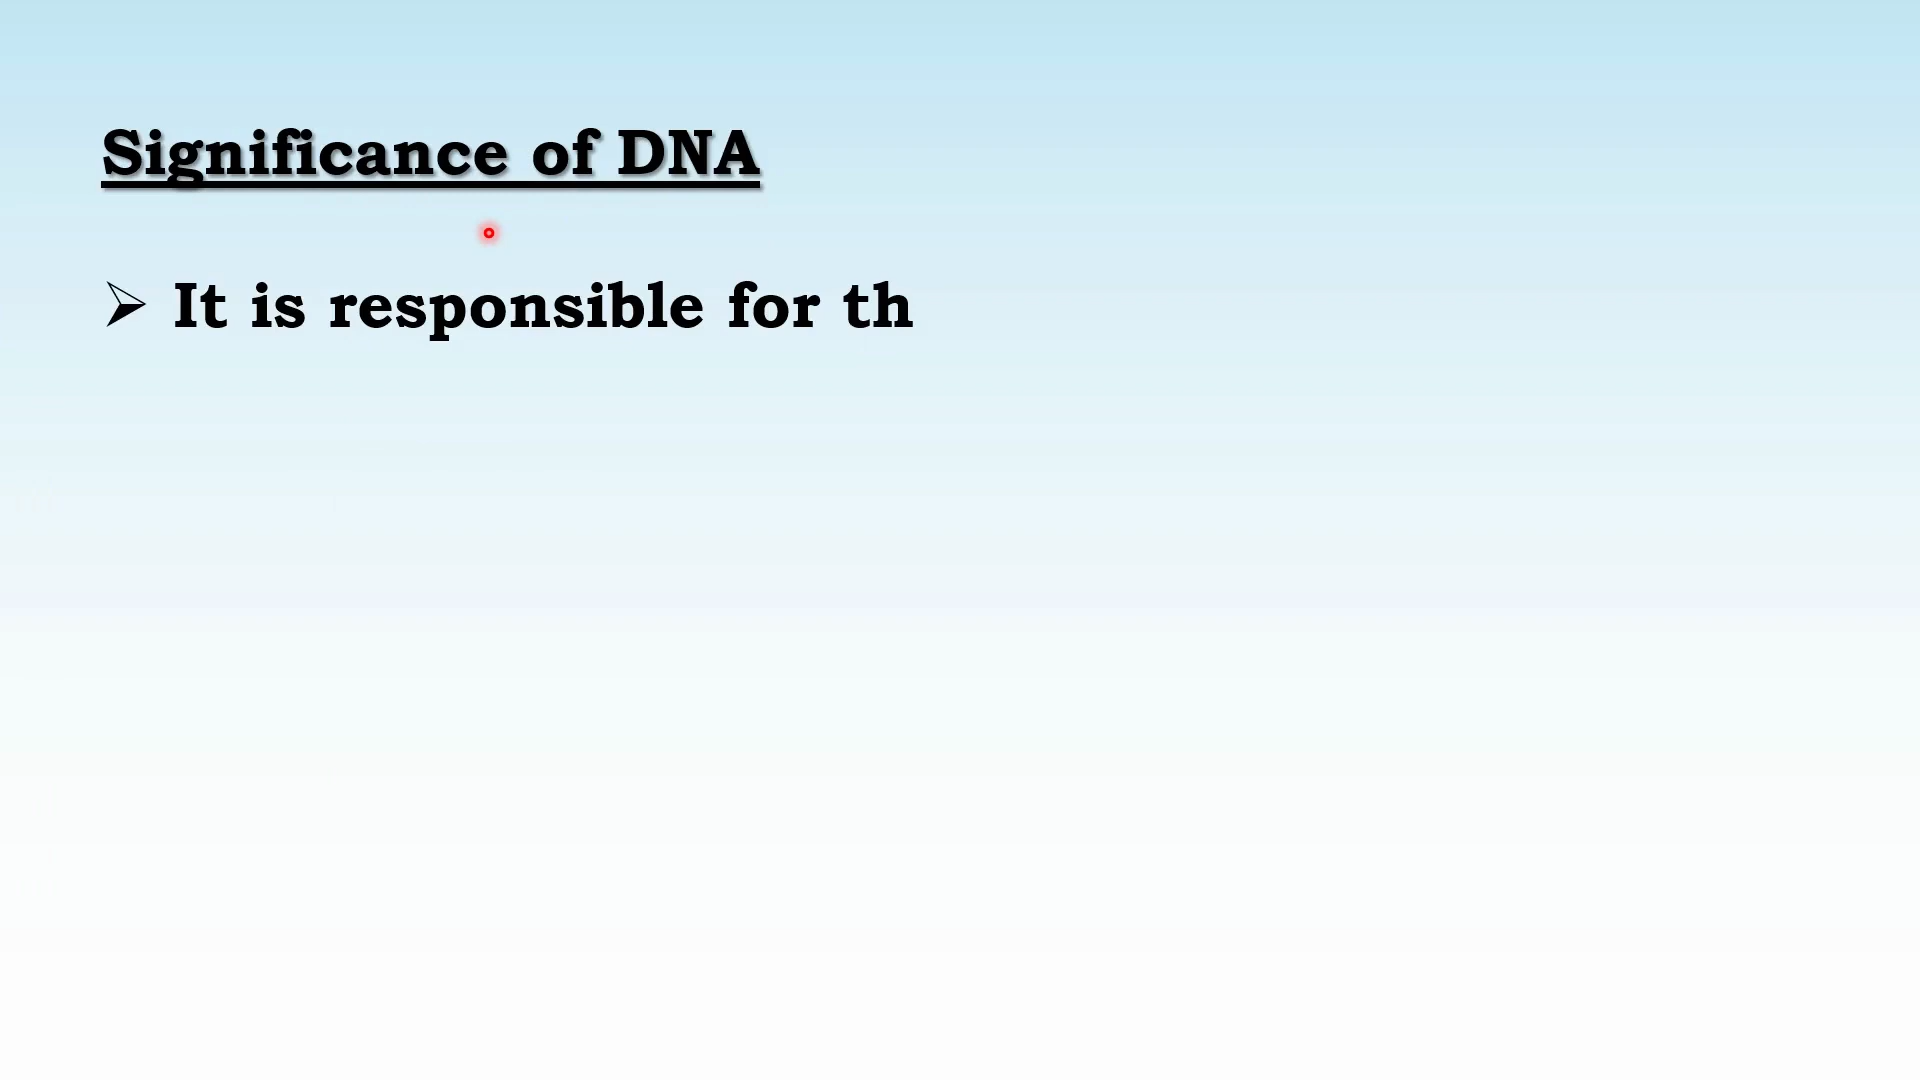 Significance of DNA
➢ It is responsible for th